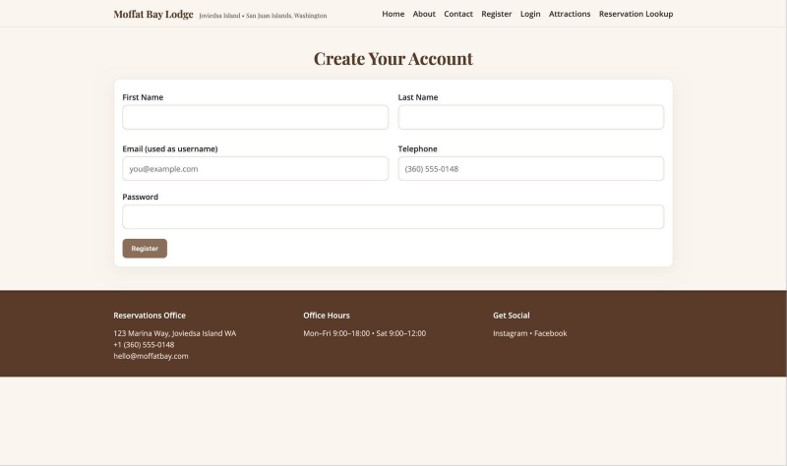 Moffat Bay Lodge Joviedsa Island • San Juan Islands, Washington
Home About Contact Register Login Attractions Reservation Lookup
Create Your Account
First Name
Last Name
Email (used as username)
Telephone
you@example.com
(360) 555-0148
Password
Register
Reservations Office
123 Marina Way, Joviedsa Island WA
+1 (360) 555-0148
hello@moffatbay.com
Office Hours
Mon–Fri 9:00–18:00 • Sat 9:00–12:00
Get Social
Instagram • Facebook